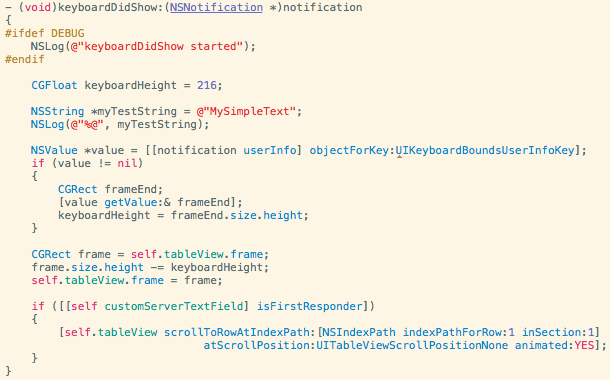 - (void)keyboardDidShow:(NSNotification *)notification
{
#ifdef DEBUG
    NSLog(@"keyboardDidShow started");
#endif

    CGFloat keyboardHeight = 216;

    NSString *myTestString = @"MySimpleText";
    NSLog(@"%@", myTestString);

    NSValue *value = [[notification userInfo] objectForKey:UIKeyboardBoundsUserInfoKey];
    if (value != nil)
    {
        CGRect frameEnd;
        [value getValue:& frameEnd];
        keyboardHeight = frameEnd.size.height;
    }

    CGRect frame = self.tableView.frame;
    frame.size.height -= keyboardHeight;
    self.tableView.frame = frame;

    if ([[self customServerTextField] isFirstResponder])
    {
        [self.tableView scrollToRowAtIndexPath:[NSIndexPath indexPathForRow:1 inSection:1]
                              atScrollPosition:UITableViewScrollPositionNone animated:YES];
    }
}